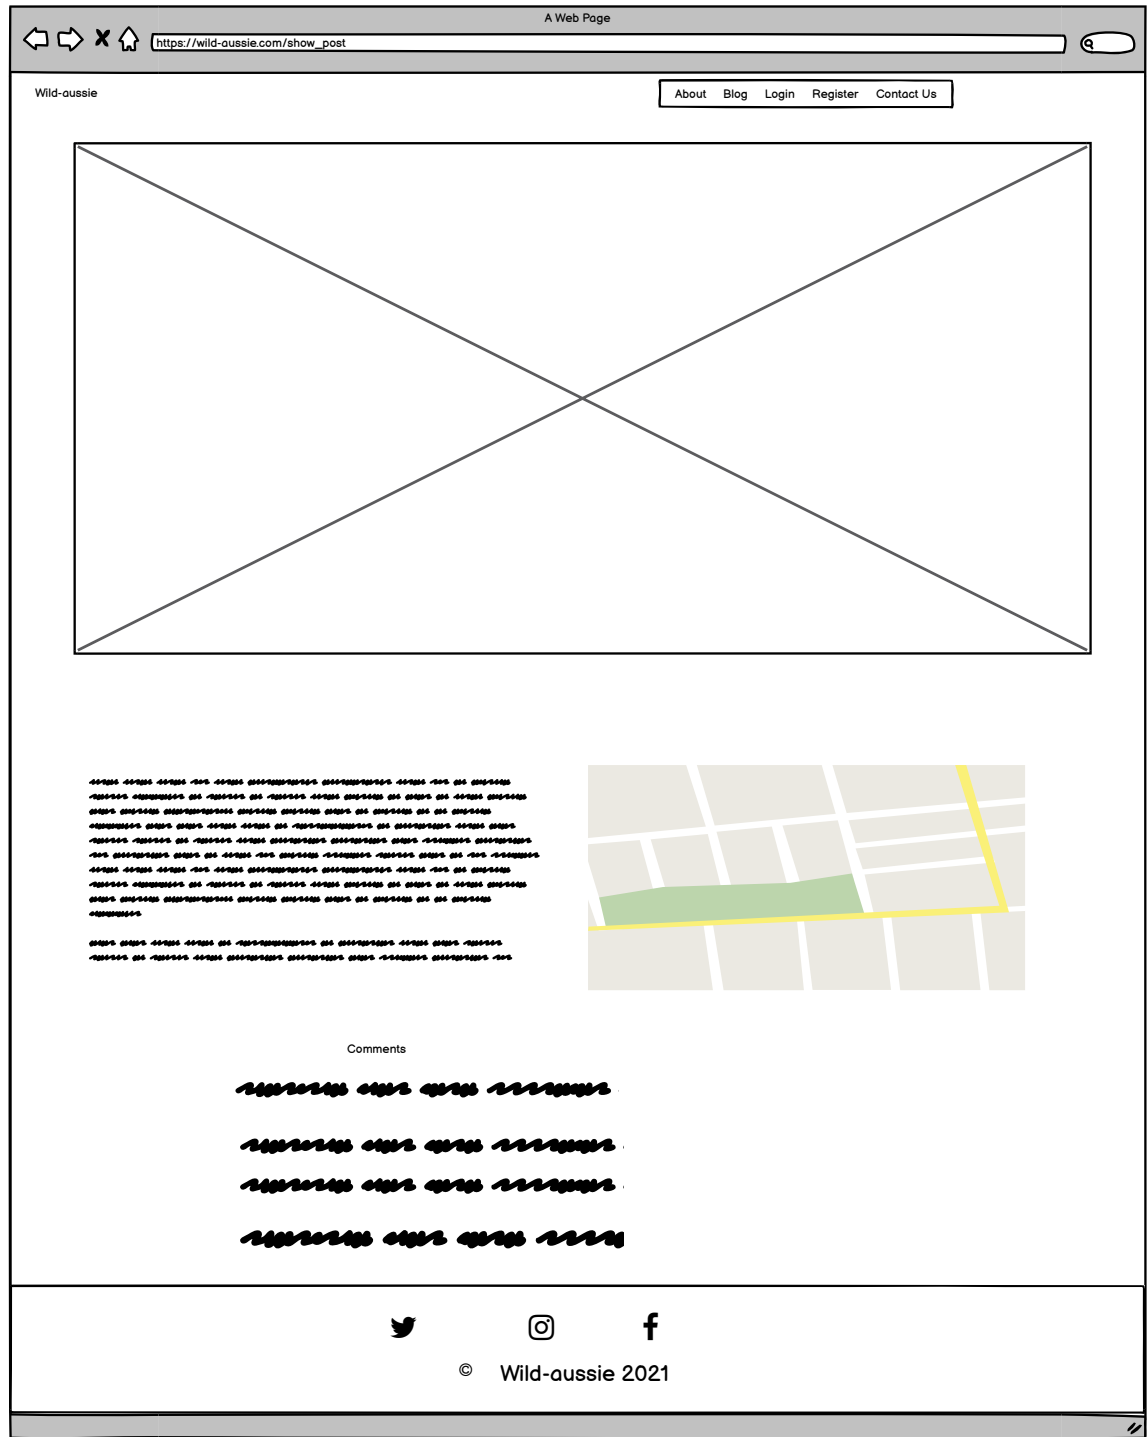 A Web Page
https://wild-aussie.com/show_post
Wild-aussie
About Blog Login Register Contact Us
Comments
© Wild-aussie 2021